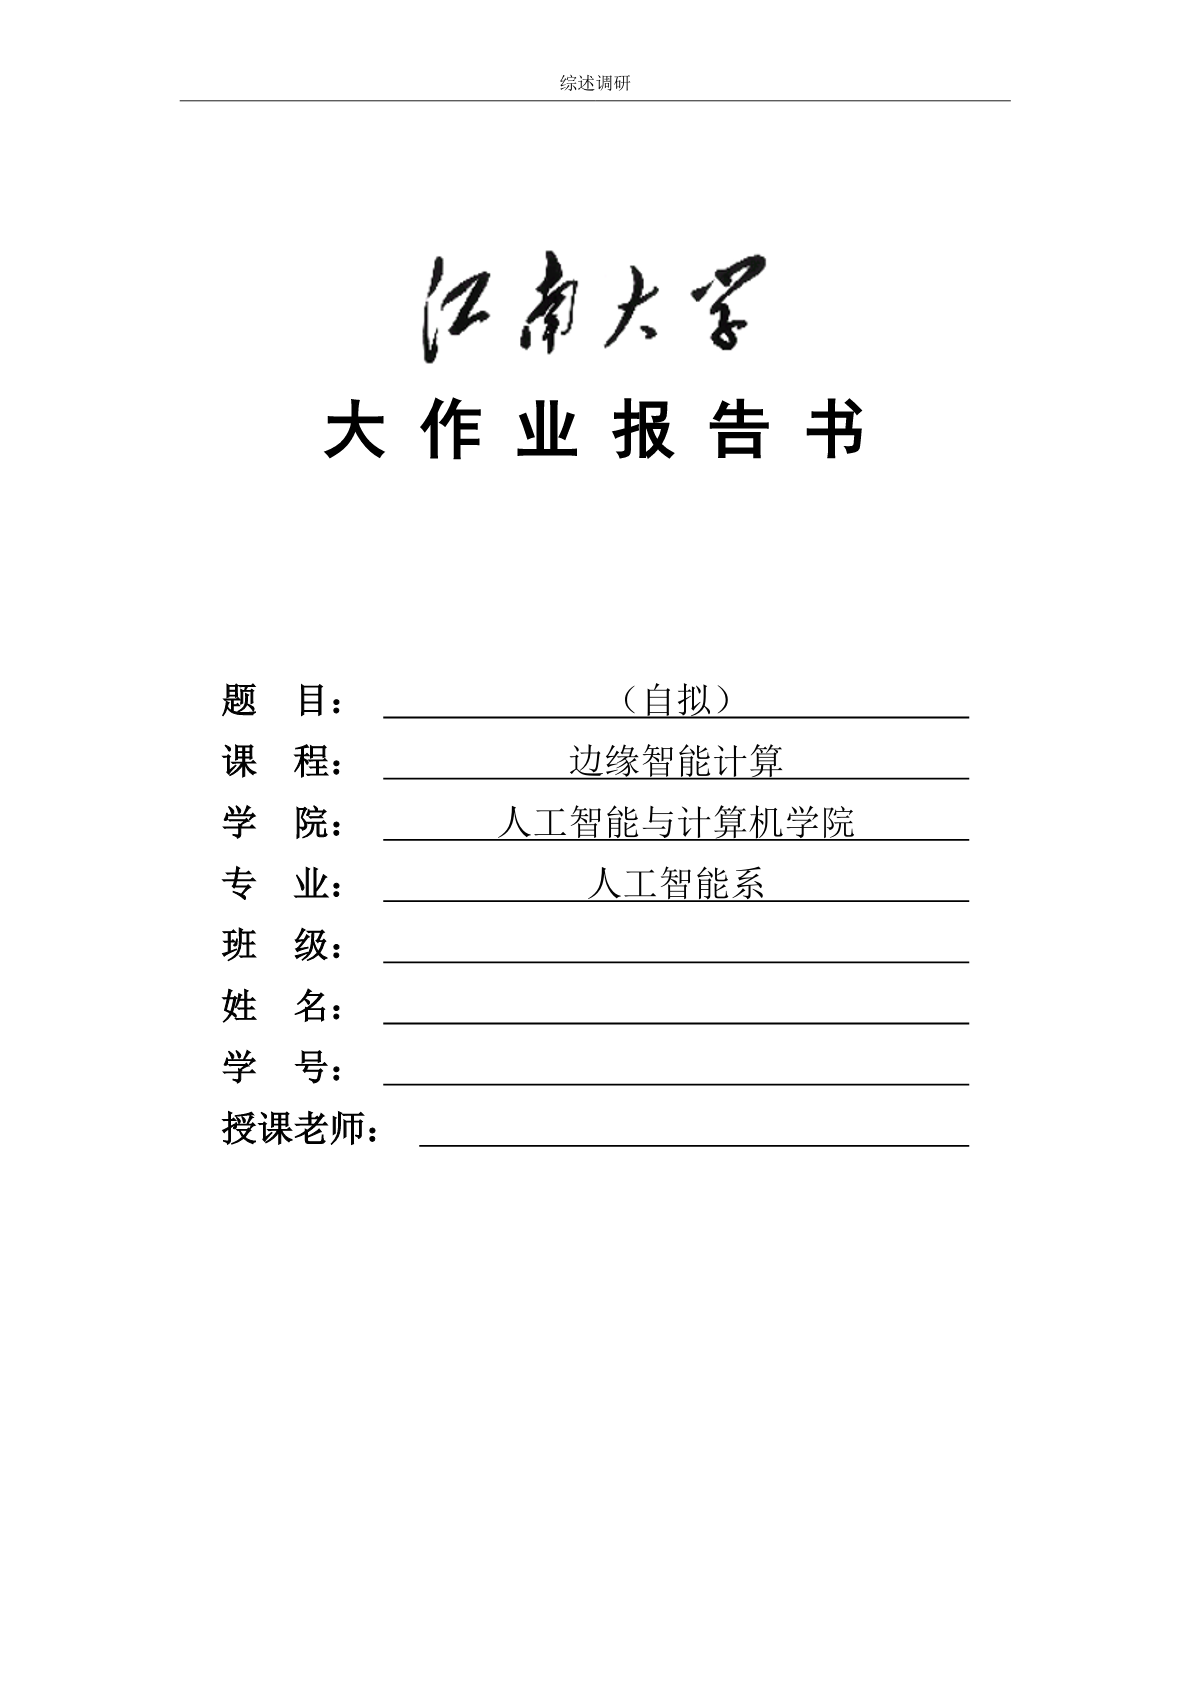 综述调研
江南大学
大作业报告书
题 目： （自拟）
课 程： 边缘智能计算
学 院： 人工智能与计算机学院
专 业： 人工智能系
班 级：
姓 名：
学 号：
授课老师：